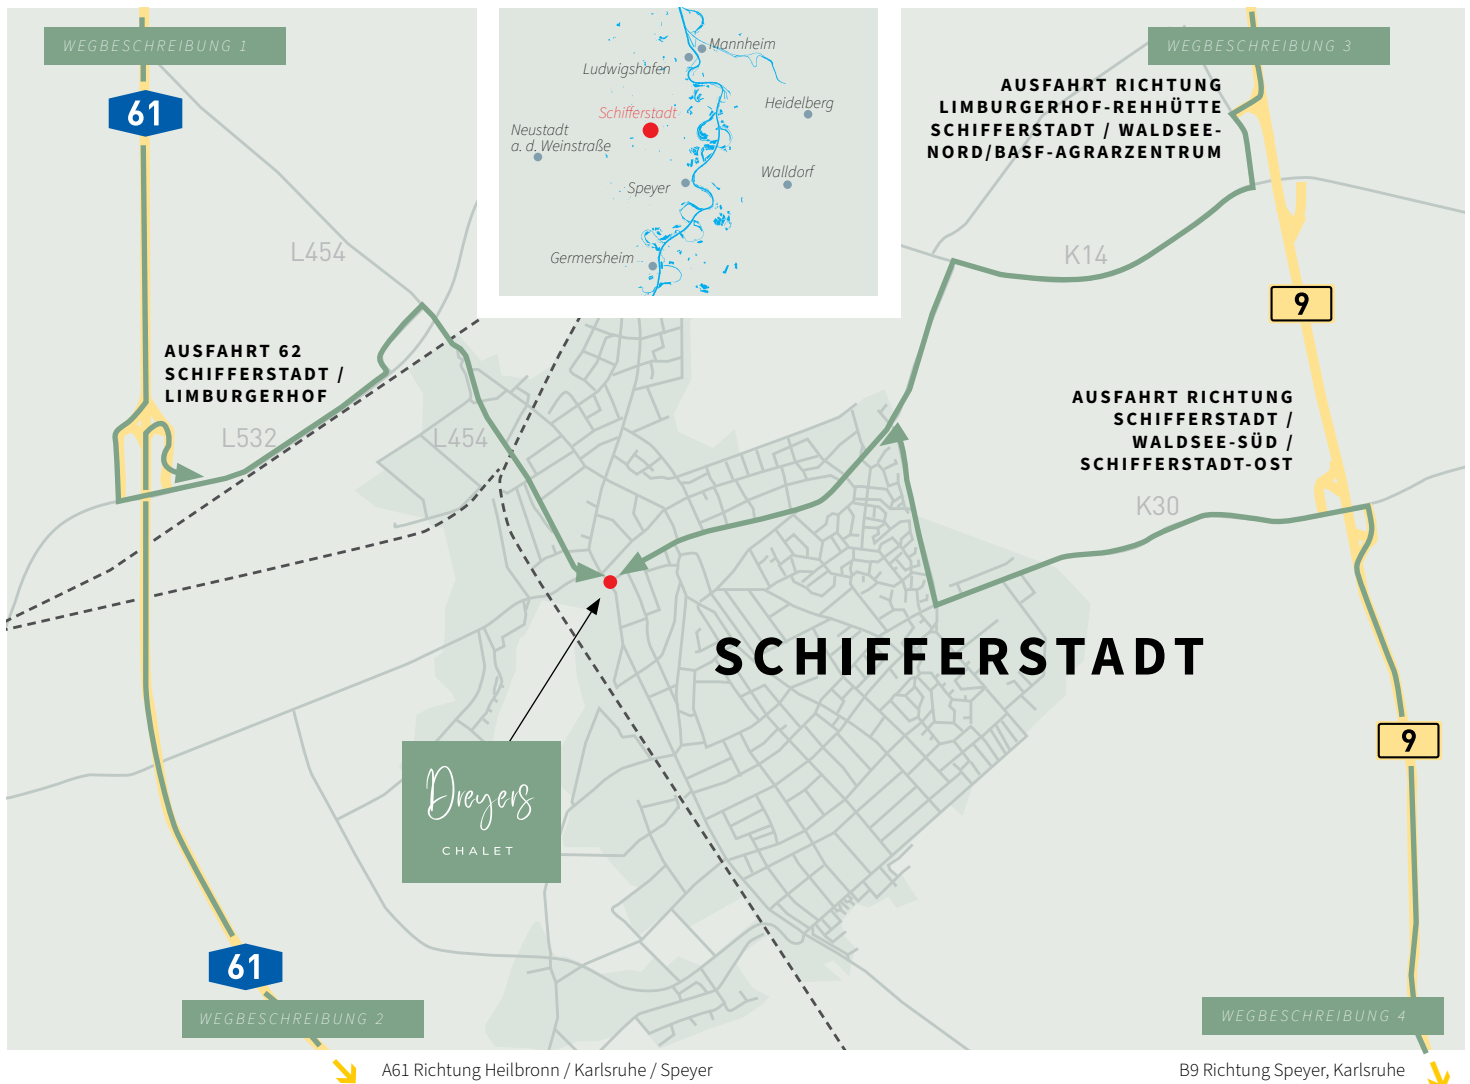 WEGBESCHREIBUNG 1
61
Mannheim
Ludwigshafen
Schifferstadt
Heidelberg
Neustadt
a. d. Weinstraße
Walldorf
Speyer
Germersheim
WEGBESCHREIBUNG 3
AUSFAHRT RICHTUNG
LIMBURGERHOF-REHHÜTTE
SCHIFFERSTADT / WALDSEE-
NORD/BASF-AGRARZENTRUM
L454
K14
9
AUSFAHRT 62
SCHIFFERSTADT /
LIMBURGERHOF
L532
L454
AUSFAHRT RICHTUNG
SCHIFFERSTADT /
WALDSEE-SÜD /
SCHIFFERSTADT-OST
K30
SCHIFFERSTADT
9
Dreyers
CHALET
61
WEGBESCHREIBUNG 2
WEGBESCHREIBUNG 4
A61 Richtung Heilbronn / Karlsruhe / Speyer
B9 Richtung Speyer, Karlsruhe